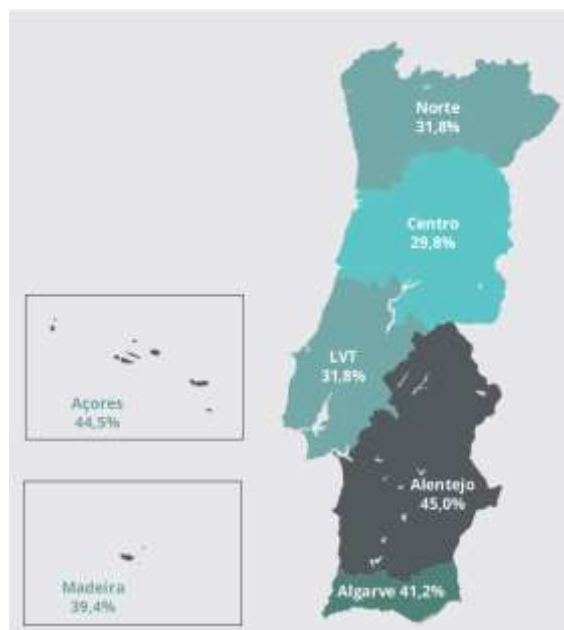 Norte
31,8%
Centro
29,8%
LVT
31,8%
Açores
44,5%
Alentejo
45,0%
Madeira
39,4%
Algarve 41,2%